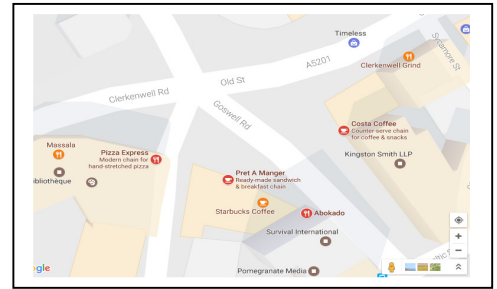 Timeless
Sycamore St
Clerkenwell Grind
A5201
Old St
Clerkenwell Rd
Goswell Rd
Costa Coffee
Counter-serve chain
for coffee & snacks
Massala
Pizza Express
Modern chain for
hand-stretched pizza
Kingston Smith LLP
ibliothèque
Pret A Manger
Ready-made sandwich
& breakfast chain
Starbucks Coffee
Abokado
Survival International
Pomegranate Media
gle